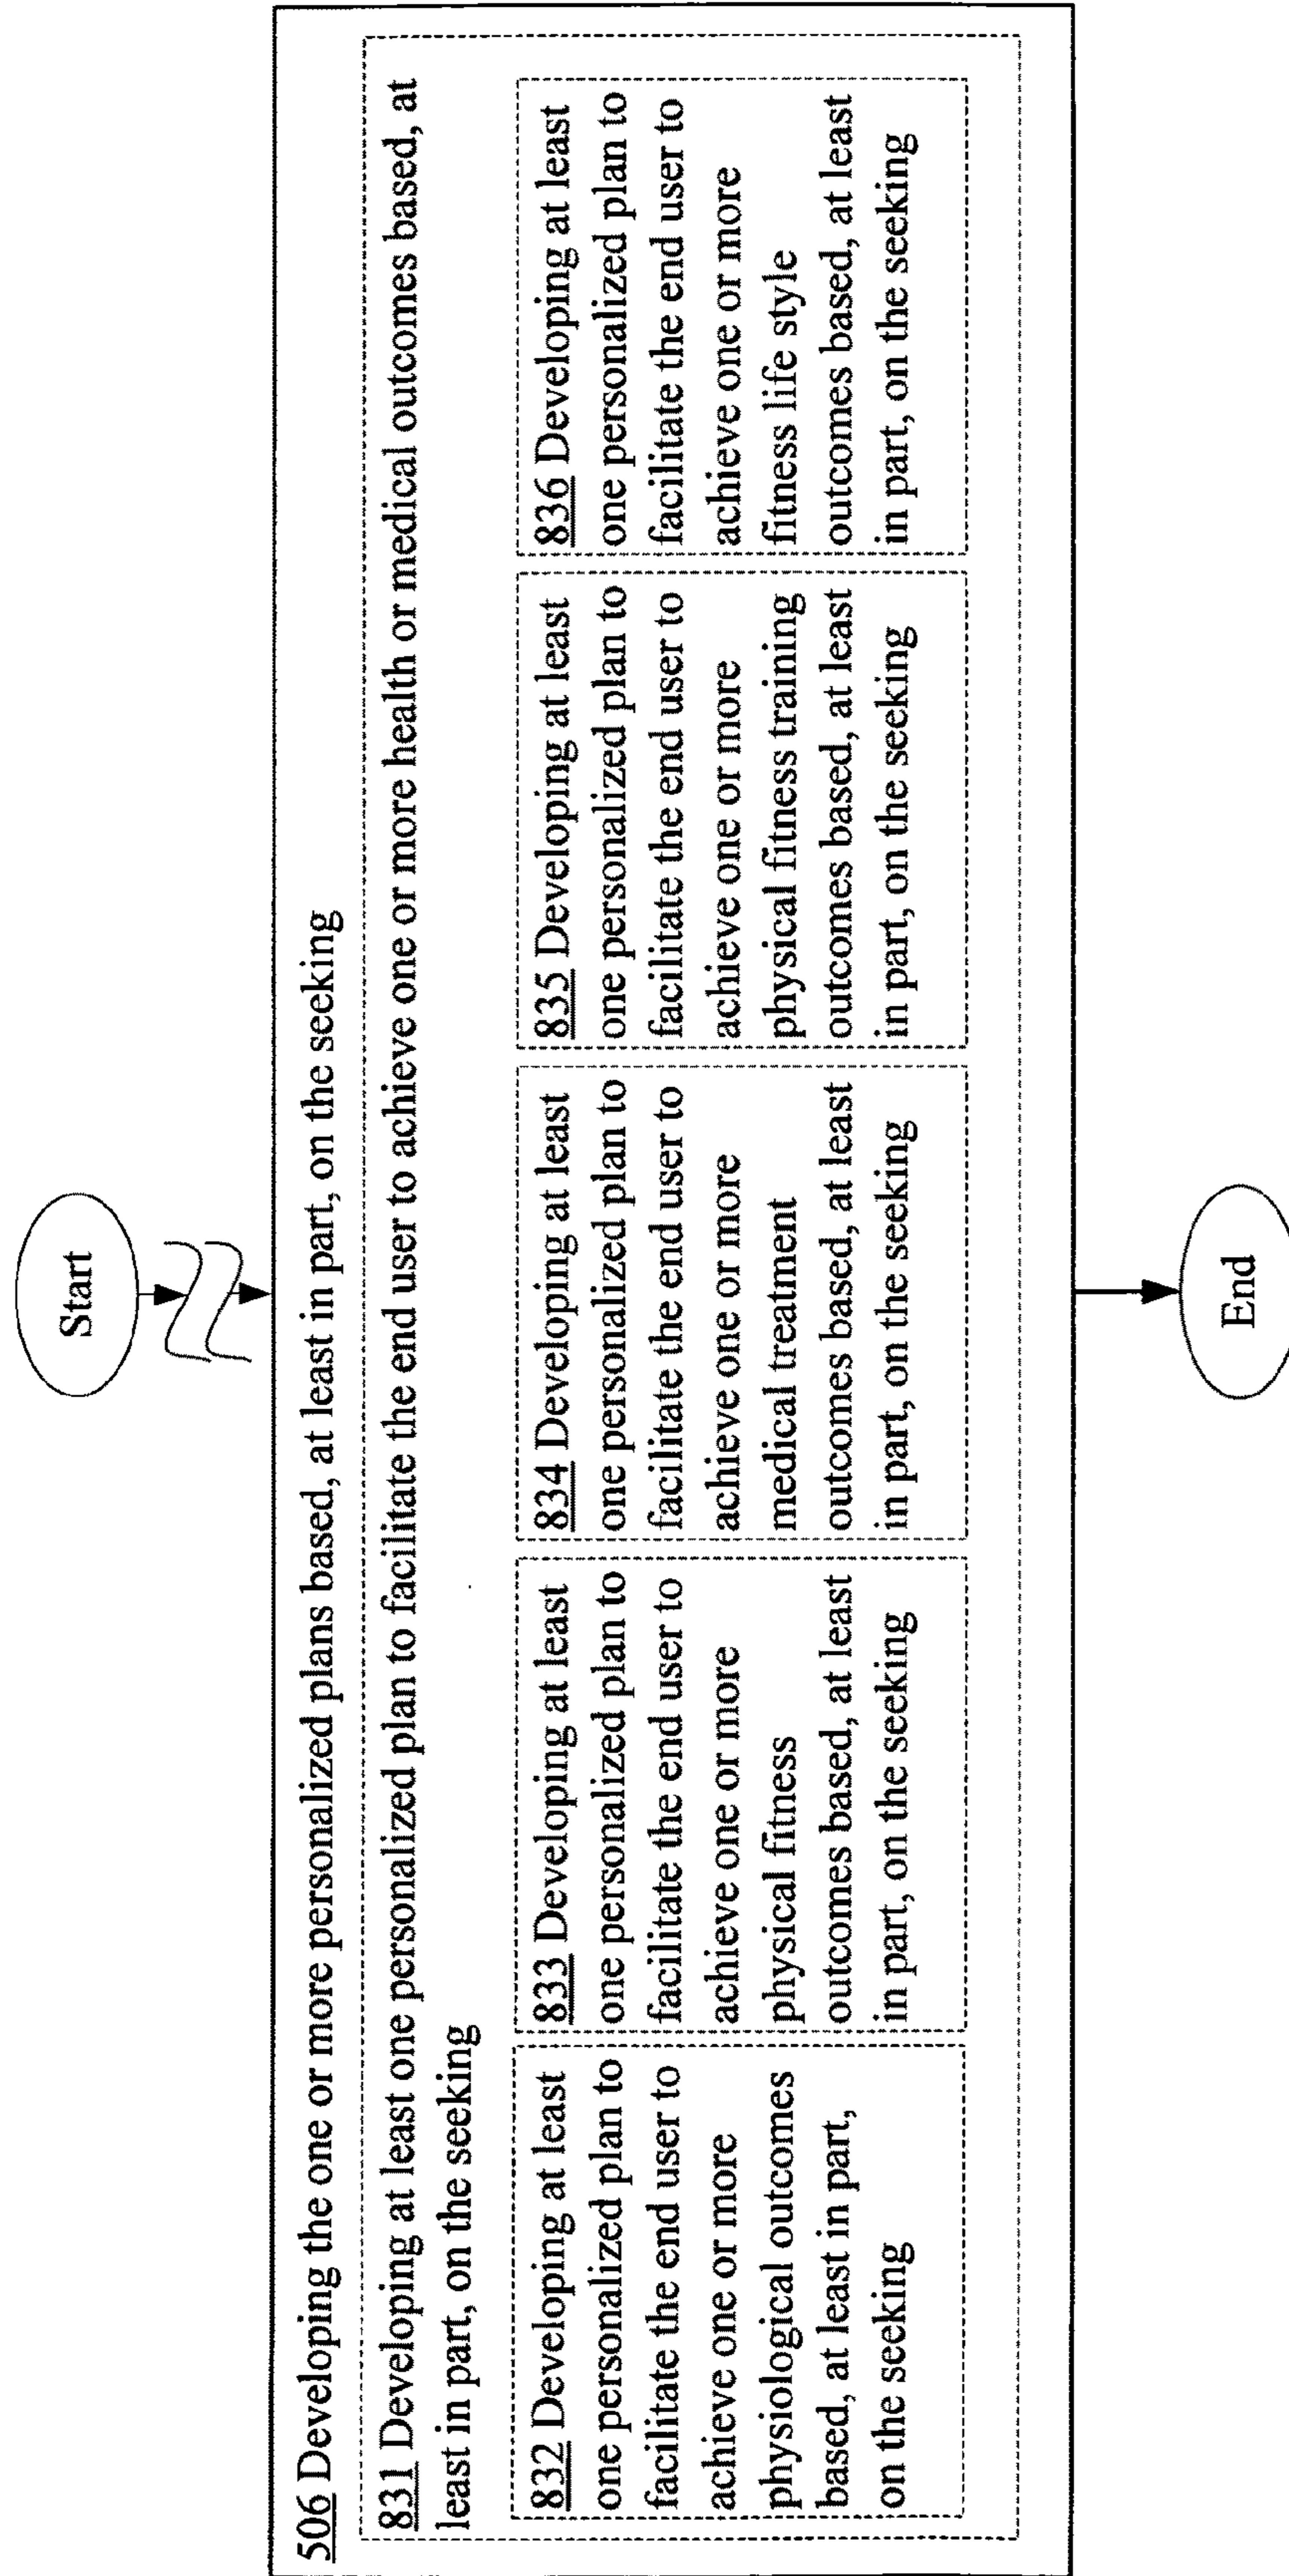 Start
506 Developing the one or more personalized plans based, at least in part, on the seeking
831 Developing at least one personalized plan to facilitate the end user to achieve one or more health or medical outcomes based, at
least in part, on the seeking
832 Developing at least
one personalized plan to
facilitate the end user to
achieve one or more
physiological outcomes
based, at least in part,
on the seeking
833 Developing at least
one personalized plan to
facilitate the end user to
achieve one or more
physical fitness
outcomes based, at least
in part, on the seeking
834 Developing at least
one personalized plan to
facilitate the end user to
achieve one or more
medical treatment
outcomes based, at least
in part, on the seeking
835 Developing at least
one personalized plan to
facilitate the end user to
achieve one or more
physical fitness training
outcomes based, at least
in part, on the seeking
836 Developing at least
one personalized plan to
facilitate the end user to
achieve one or more
fitness life style
outcomes based, at least
in part, on the seeking
End